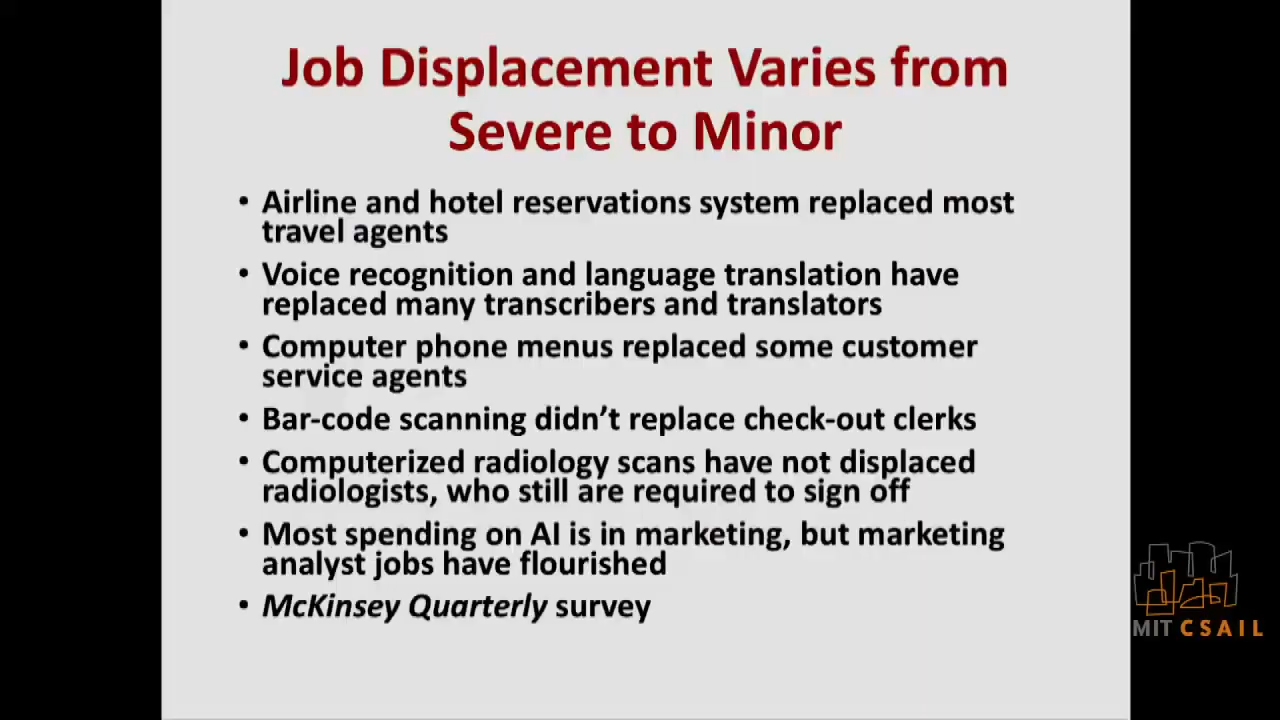 Job Displacement Varies from
Severe to Minor
• Airline and hotel reservations system replaced most
travel agents
• Voice recognition and language translation have
replaced many transcribers and translators
• Computer phone menus replaced some customer
service agents
• Bar-code scanning didn’t replace check-out clerks
• Computerized radiology scans have not displaced
radiologists, who still are required to sign off
• Most spending on AI is in marketing, but marketing
analyst jobs have flourished
• McKinsey Quarterly survey
MIT CSAIL